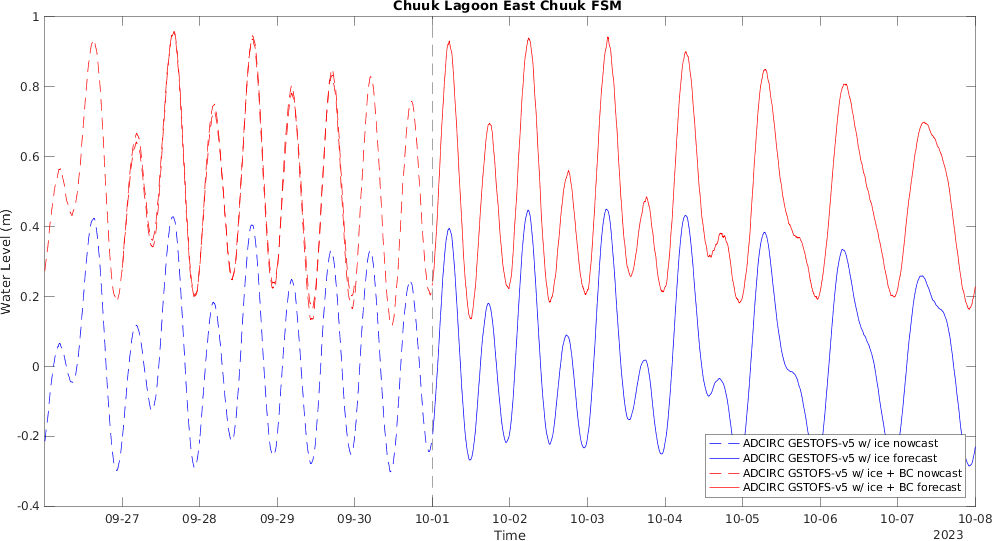 Chuuk Lagoon East Chuuk FSM
Water Level (m)
1
0.8
0.6
0.4
0.2
0
-0.2
-0.4
ADCIRC GESTOFS-v5 w/ ice nowcast
ADCIRC GESTOFS-v5 w/ ice forecast
ADCIRC GSTOFS-v5 w/ ice + BC nowcast
ADCIRC GSTOFS-v5 w/ ice + BC forecast
09-27 09-28 09-29 09-30 10-01 10-02 10-03 10-04 10-05 10-06 10-07 10-08
Time
2023